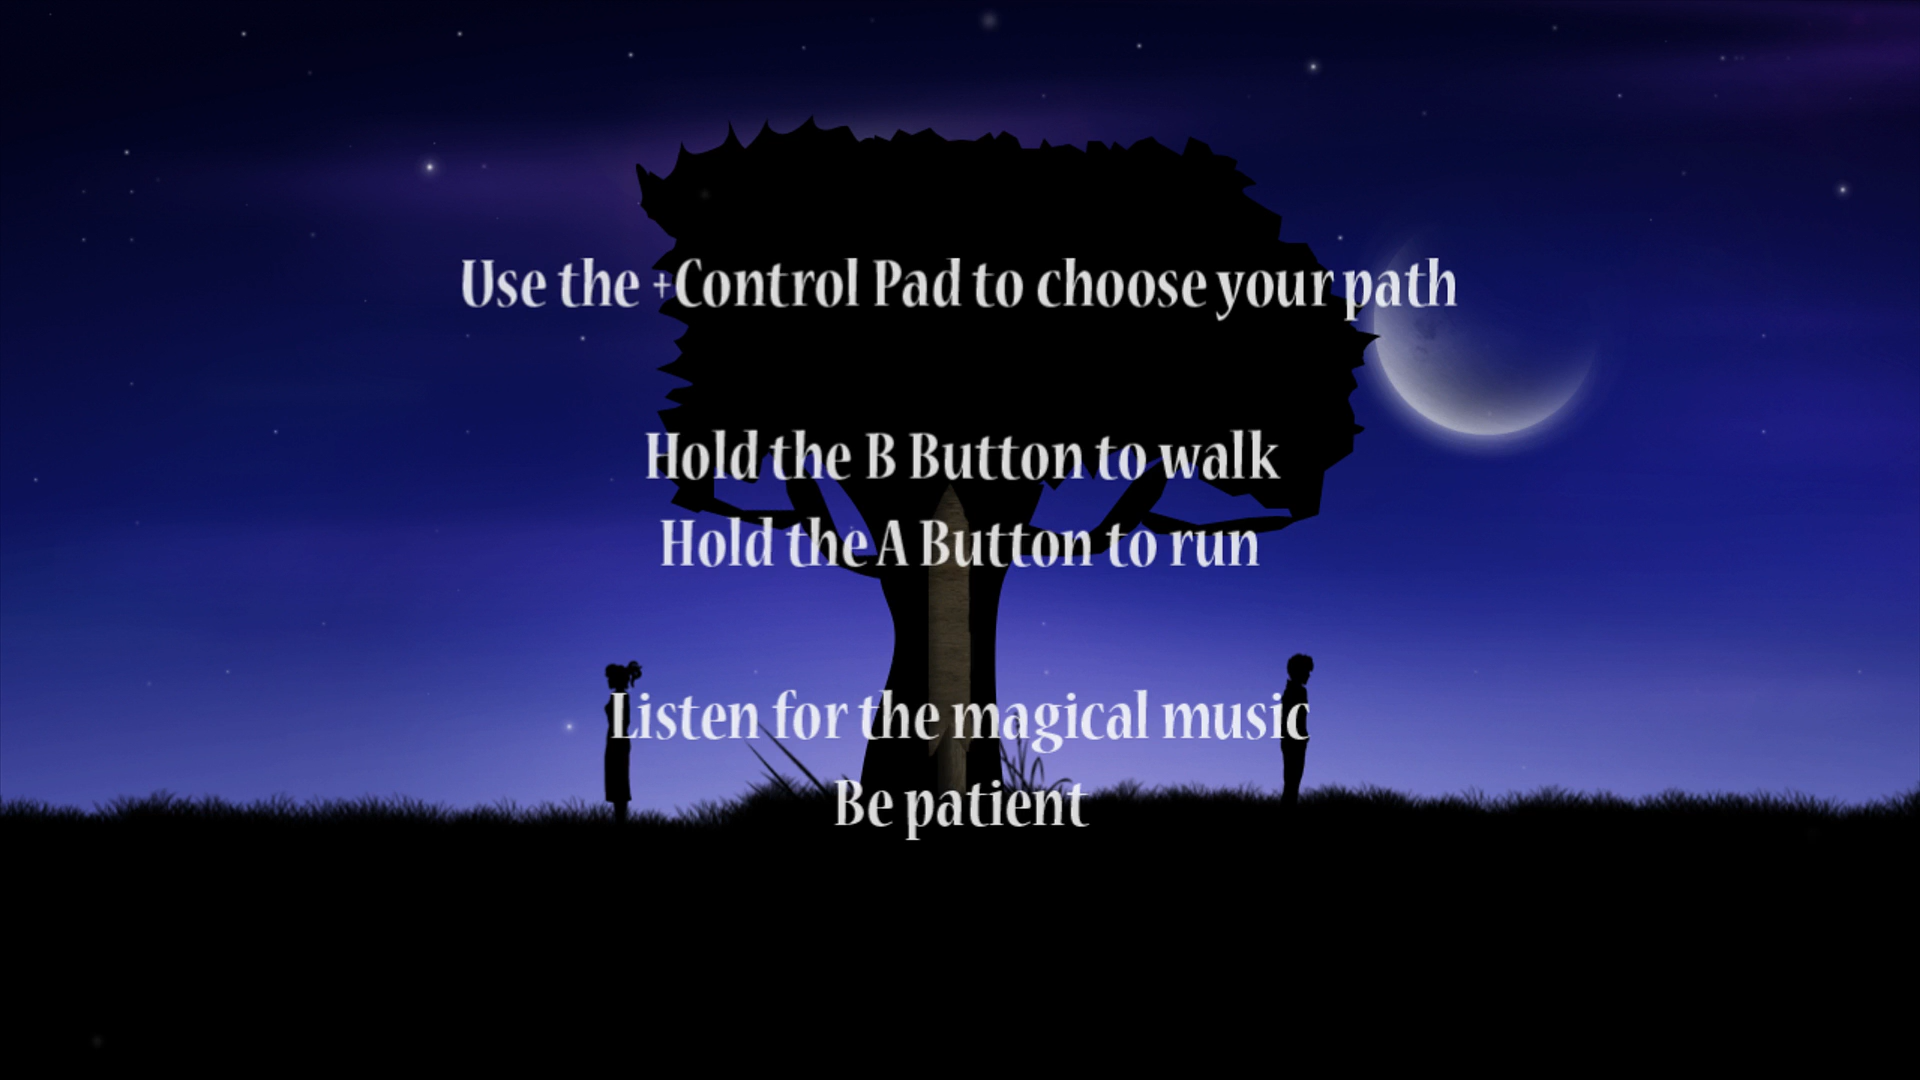 Use the +Control Pad to choose your path
Hold the B Button to walk
Hold the A Button to run
Listen for the magical music
Be patient